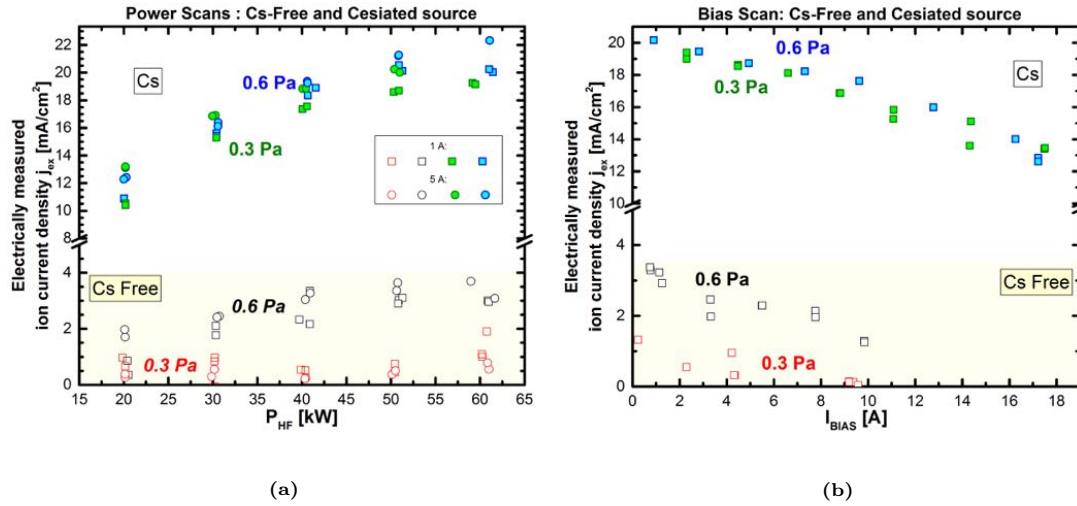 Power Scans : Cs-Free and Cesiated source
Electrically measured
ion current density j_ex [mA/cm²]
22
20
18
16
14
12
10
8
4
2
0
Cs
0.6 Pa
0.3 Pa
1 A:
5 A:
Cs Free
0.6 Pa
0.3 Pa
15 20 25 30 35 40 45 50 55 60 65
P_HF [kW]
(a)
Bias Scan: Cs-Free and Cesiated source
Electrically measured
ion current density j_ex [mA/cm²]
20
18
16
14
12
10
4
2
0
0.6 Pa
Cs
0.3 Pa
Cs Free
0.6 Pa
0.3 Pa
0 2 4 6 8 10 12 14 16 18
I_BIAS [A]
(b)